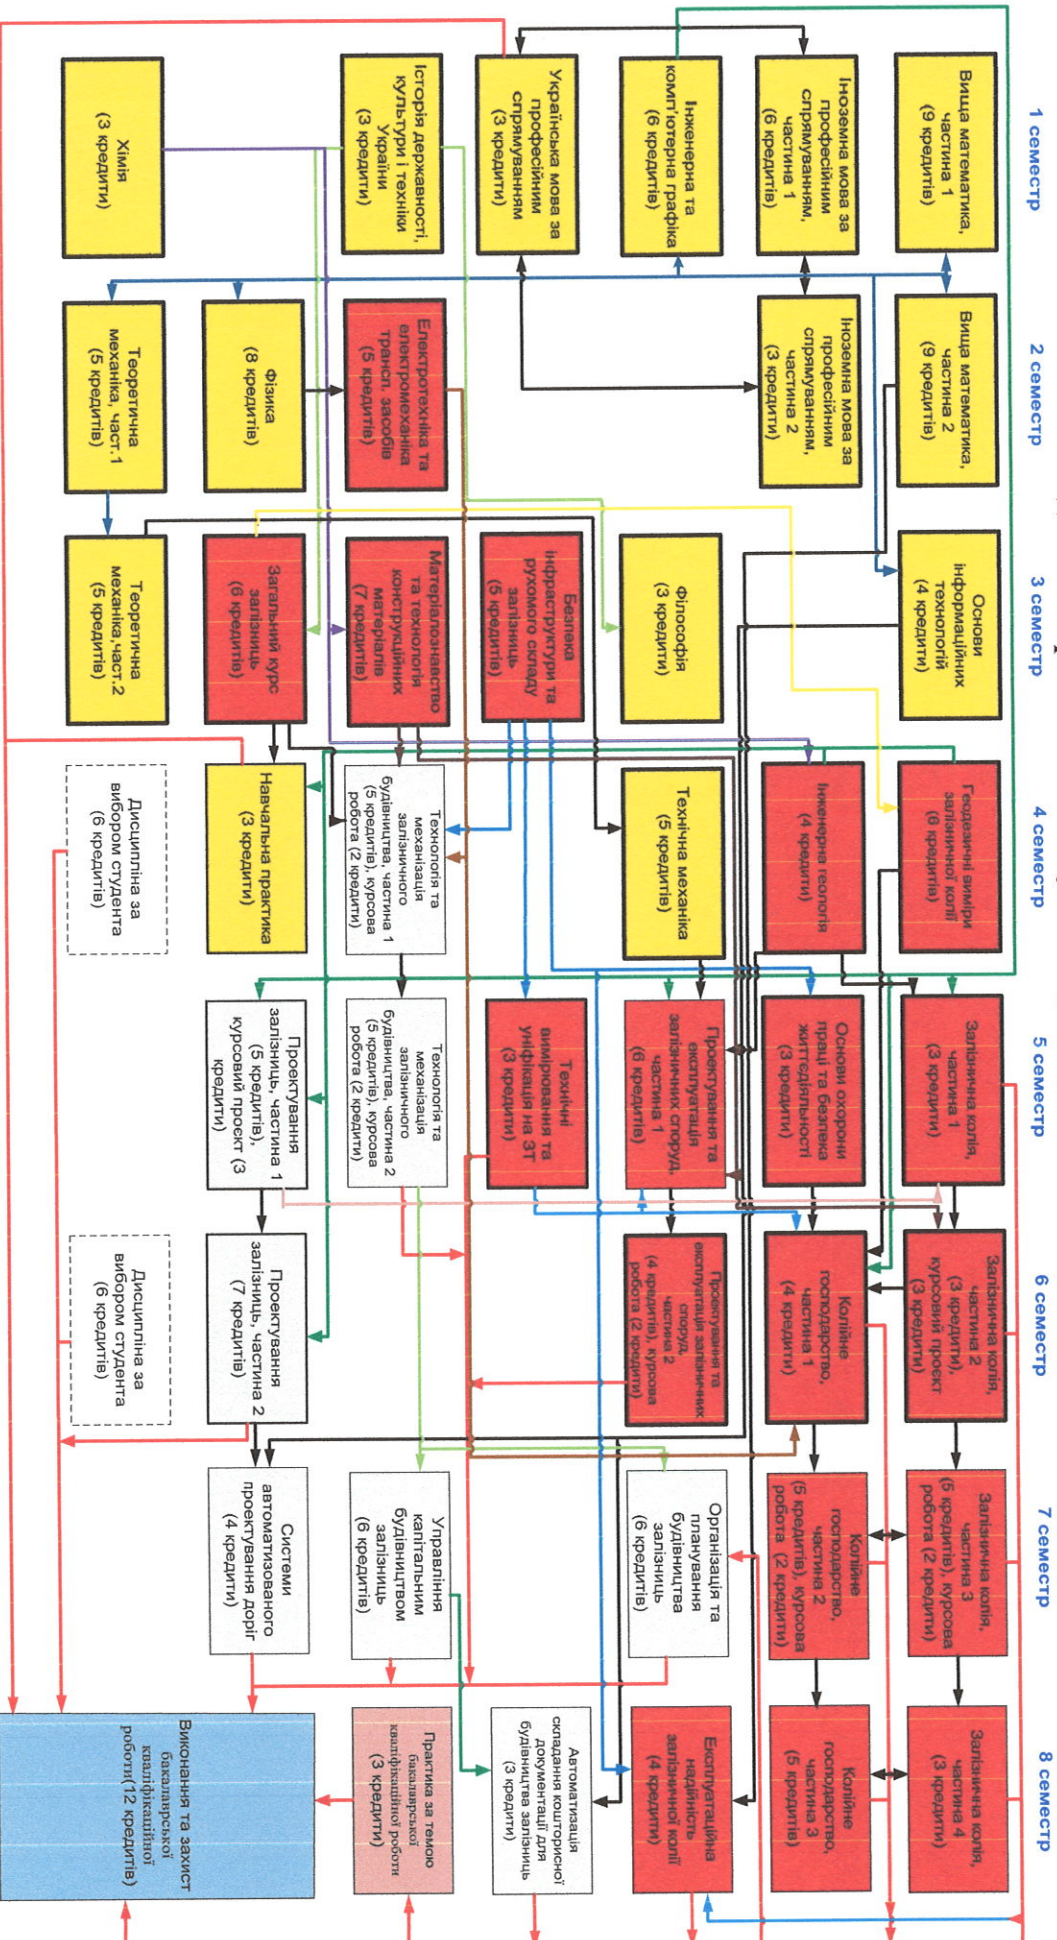 1 семестр
Вища математика,
частина 1
(9 кредитів)
Іноземна мова за
професійним
спрямуванням,
частина 1
(6 кредитів)
Інженерна та
комп'ютерна графіка
(6 кредитів)
Українська мова за
професійним
спрямуванням
(3 кредити)
Історія державності,
культури і техніки
України
(3 кредити)
Хімія
(3 кредити)
2 семестр
Вища математика,
частина 2
(9 кредитів)
Іноземна мова за
професійним
спрямуванням,
частина 2
(3 кредити)
Електротехніка та
електромеханіка
трансп. засобів
(5 кредитів)
Фізика
(8 кредитів)
Теоретична
механіка, част.1
(5 кредитів)
3 семестр
Основи
інформаційних
технологій
(4 кредити)
Філософія
(3 кредити)
Безпека
інфраструктури та
рухомого складу
залізниць
(5 кредитів)
Матеріалознавство
та технологія
конструкційних
матеріалів
(7 кредитів)
Загальний курс
залізниць
(6 кредитів)
Теоретична
механіка,част.2
(5 кредитів)
4 семестр
Геодезичні виміри
залізничної колії
(6 кредитів)
Інженерна геологія
(4 кредити)
Технічна механіка
(5 кредитів)
Технологія та
механізація
будівництва, частина 1
залізничного
(5 кредитів), курсова
робота (2 кредити)
Навчальна практика
(3 кредити)
Дисципліна за
вибором студента
(6 кредитів)
5 семестр
Залізнична колія,
частина 1
(3 кредити)
Основи охорони
праці та безпека
життєдіяльності
(3 кредити)
Проектування та
експлуатація
залізничних споруд,
частина 1
(6 кредитів)
Технічні
вимірювання та
уніфікація на ЗТ
(3 кредити)
Технологія та
механізація
будівництва, частина 2
залізничного
(5 кредитів), курсова
робота (2 кредити)
Проектування
залізниць, частина 1
(5 кредитів),
курсовий проект (3
кредити)
6 семестр
Залізнична колія,
частина 2
(3 кредити),
курсовий проєкт
(3 кредити)
Колійне
господарство,
частина 1
(4 кредити)
Проектування та
експлуатація залізничних
споруд,
частина 2
(4 кредитів), курсова
робота (2 кредити)
Проектування
залізниць, частина 2
(7 кредитів)
Дисципліна за
вибором студента
(6 кредитів)
7 семестр
Залізнична колія,
частина 3
(5 кредитів), курсова
робота (2 кредити)
Колійне
господарство,
частина 2
(5 кредитів), курсова
робота (2 кредити)
Організація та
планування
будівництва
залізниць
(6 кредитів)
Управління
капітальним
будівництвом
залізниць
(6 кредитів)
Системи
автоматизованого
проектування доріг
(4 кредити)
8 семестр
Залізнична колія,
частина 4
(3 кредити)
Колійне
господарство,
частина 3
(5 кредитів)
Експлуатаційна
надійність
залізничної колії
(4 кредити)
Автоматизація
складання кошторисної
документації для
будівництва залізниць
(3 кредити)
Практика за темою
бакалаврської
кваліфікаційної роботи
(3 кредити)
Виконання та захист
бакалаврської
кваліфікаційної
роботи(12 кредитів)